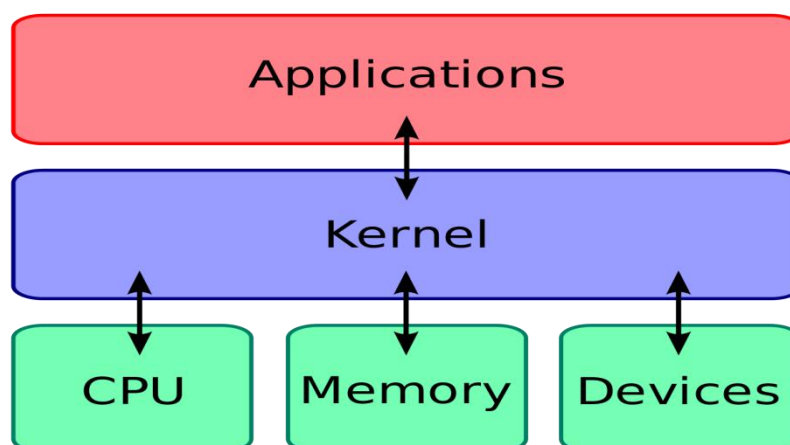 Applications
Kernel
CPU
Memory
Devices